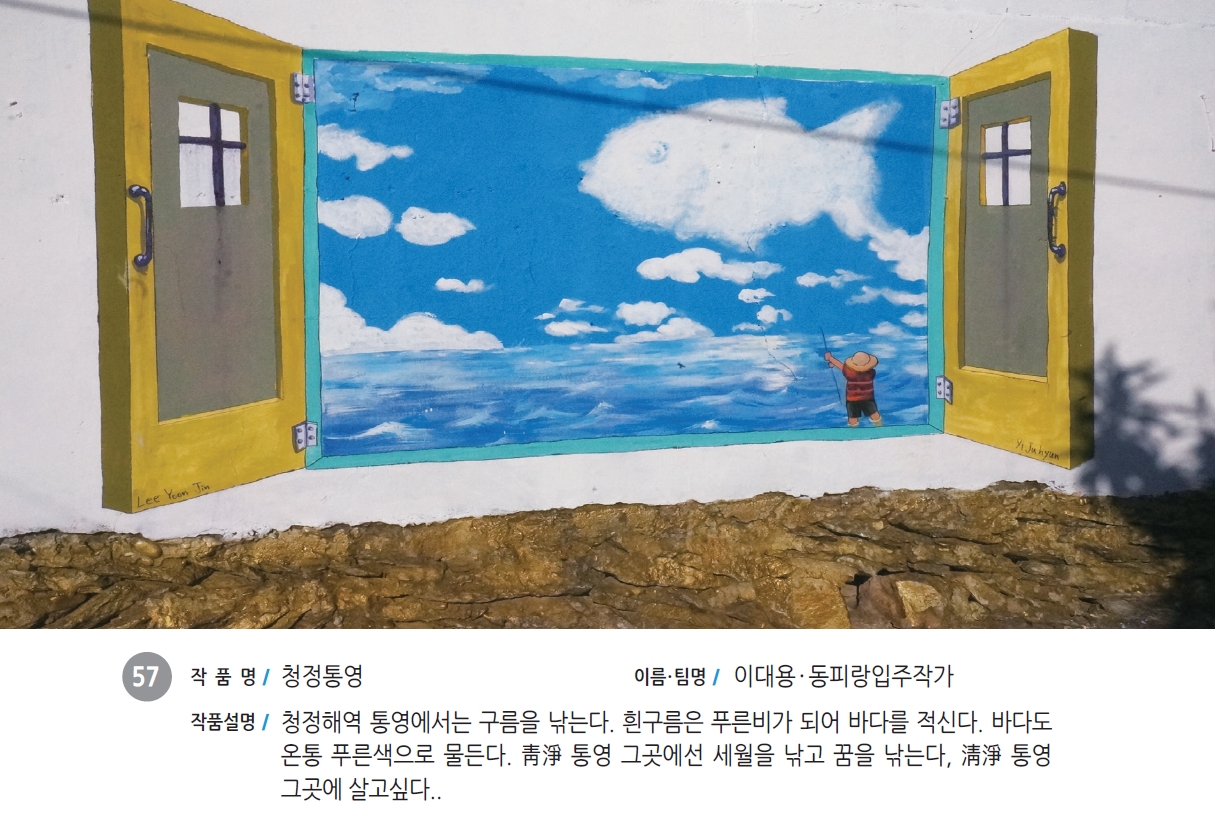 Lee Yoon Jin
Yi Ju hyun
57 작 품 명 / 청정통영 이름·팀명 / 이대용·동피랑입주작가
작품설명 / 청정해역 통영에서는 구름을 낚는다. 흰구름은 푸른비가 되어 바다를 적신다. 바다도
온통 푸른색으로 물든다. 靑淨 통영 그곳에선 세월을 낚고 꿈을 낚는다, 淸淨 통영
그곳에 살고싶다..